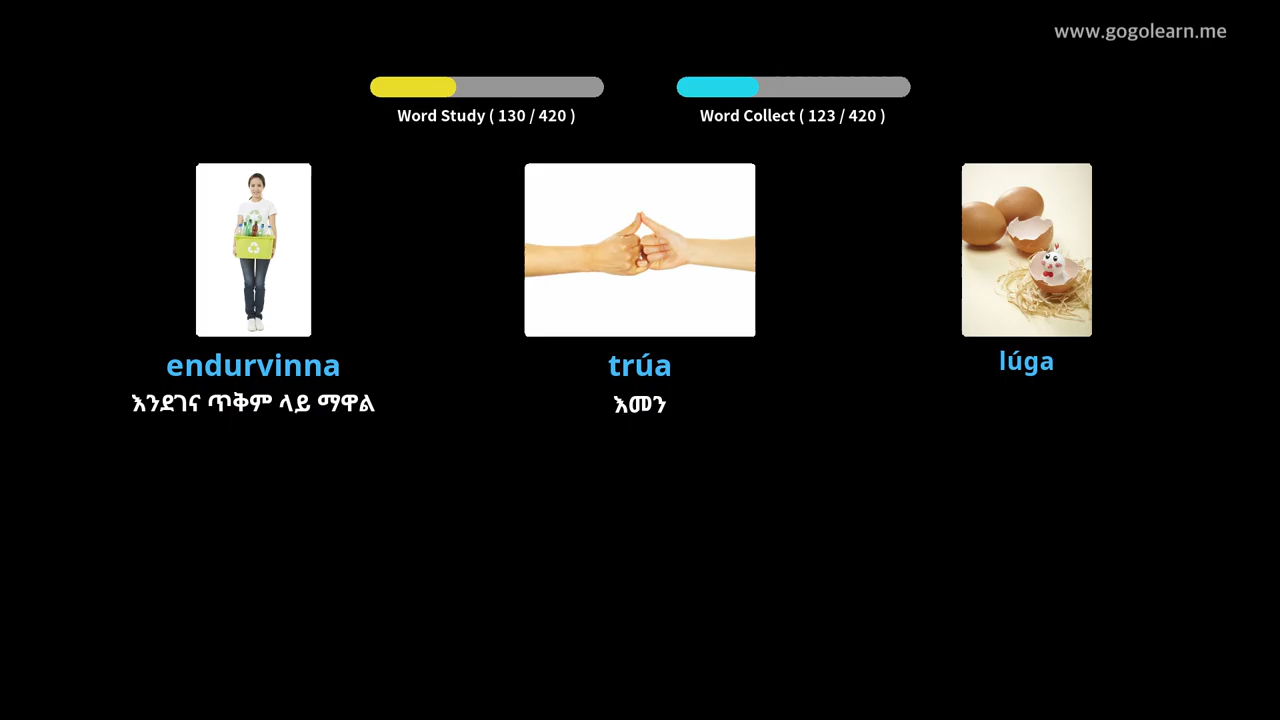 www.gogolearn.me
Word Study ( 130 / 420 )
Word Collect ( 123 / 420 )
endurvinna
እንደገና ጥቅም ላይ ማዋል
trúa
እመን
lúga